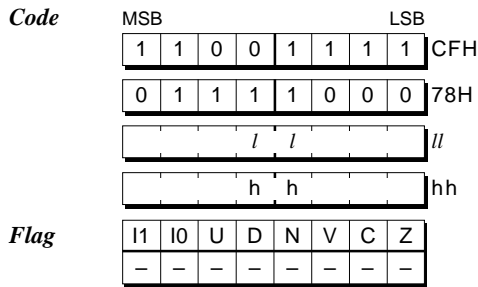 Code MSB LSB
1 1 0 0 1 1 1 1 CFH
0 1 1 1 1 0 0 0 78H
l l ll
h h hh
Flag I1 I0 U D N V C Z
– – – – – – – –